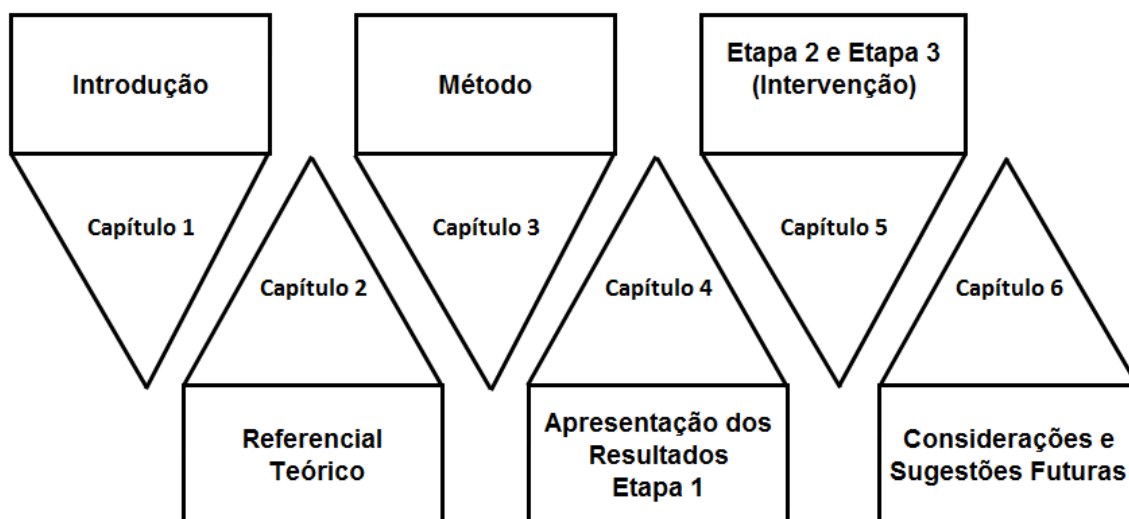 Introdução
Capítulo 1
Capítulo 2
Referencial
Teórico
Método
Capítulo 3
Capítulo 4
Apresentação dos
Resultados
Etapa 1
Etapa 2 e Etapa 3
(Intervenção)
Capítulo 5
Capítulo 6
Considerações e
Sugestões Futuras